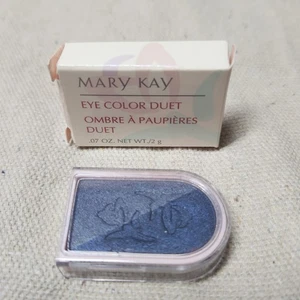 MARY KAY
EYE COLOR DUET
OMBRE À PAUPIÈRES
DUET
.07 OZ. NET WT./2 g